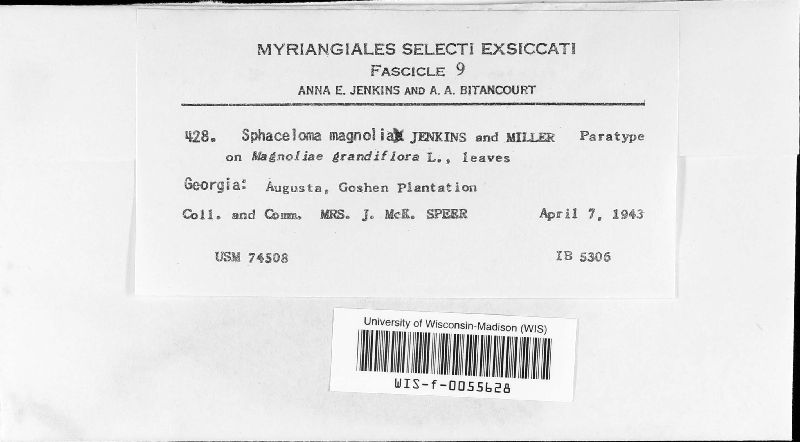 MYRIANGIALES SELECTI EXSICCATI
FASCICLE 9
ANNA E. JENKINS AND A. A. BITANCOURT
428. Sphaceloma magnoliae JENKINS and MILLER Paratype
on Magnoliae grandiflora L., leaves
Georgia: Augusta, Goshen Plantation
Coll. and Comm. MRS. J. McK. SPEER April 7, 1943
USM 74508 IB 5306
University of Wisconsin-Madison (WIS)
WIS-f-0055628